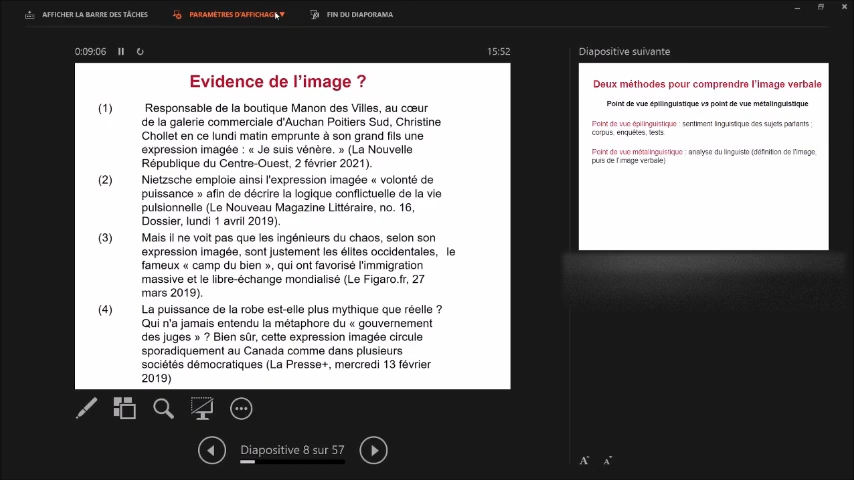 AFFICHER LA BARRE DES TÂCHES
PARAMÈTRES D'AFFICHAGE
FIN DU DIAPORAMA
0:09:06
15:52
Evidence de l'image ?
(1) Responsable de la boutique Manon des Villes, au cœur
de la galerie commerciale d'Auchan Poitiers Sud, Christine
Chollet en ce lundi matin emprunte à son grand fils une
expression imagée : « Je suis vénère. » (La Nouvelle
République du Centre-Ouest, 2 février 2021).
(2) Nietzsche emploie ainsi l'expression imagée « volonté de
puissance » afin de décrire la logique conflictuelle de la vie
pulsionnelle (Le Nouveau Magazine Littéraire, no. 16,
Dossier, lundi 1 avril 2019).
(3) Mais il ne voit pas que les ingénieurs du chaos, selon son
expression imagée, sont justement les élites occidentales, le
fameux « camp du bien », qui ont favorisé l'immigration
massive et le libre-échange mondialisé (Le Figaro.fr, 27
mars 2019).
(4) La puissance de la robe est-elle plus mythique que réelle ?
Qui n'a jamais entendu la métaphore du « gouvernement
des juges » ? Bien sûr, cette expression imagée circule
sporadiquement au Canada comme dans plusieurs
sociétés démocratiques (La Presse+, mercredi 13 février
2019)
Diapositive 8 sur 57
Diapositive suivante
Deux méthodes pour comprendre l'image verbale
Point de vue épilinguistique vs point de vue métalinguistique
Point de vue épilinguistique : sentiment linguistique des sujets parlants ;
corpus, enquêtes, tests.
Point de vue métalinguistique : analyse du linguiste (définition de l'image,
puis de l'image verbale)
A A